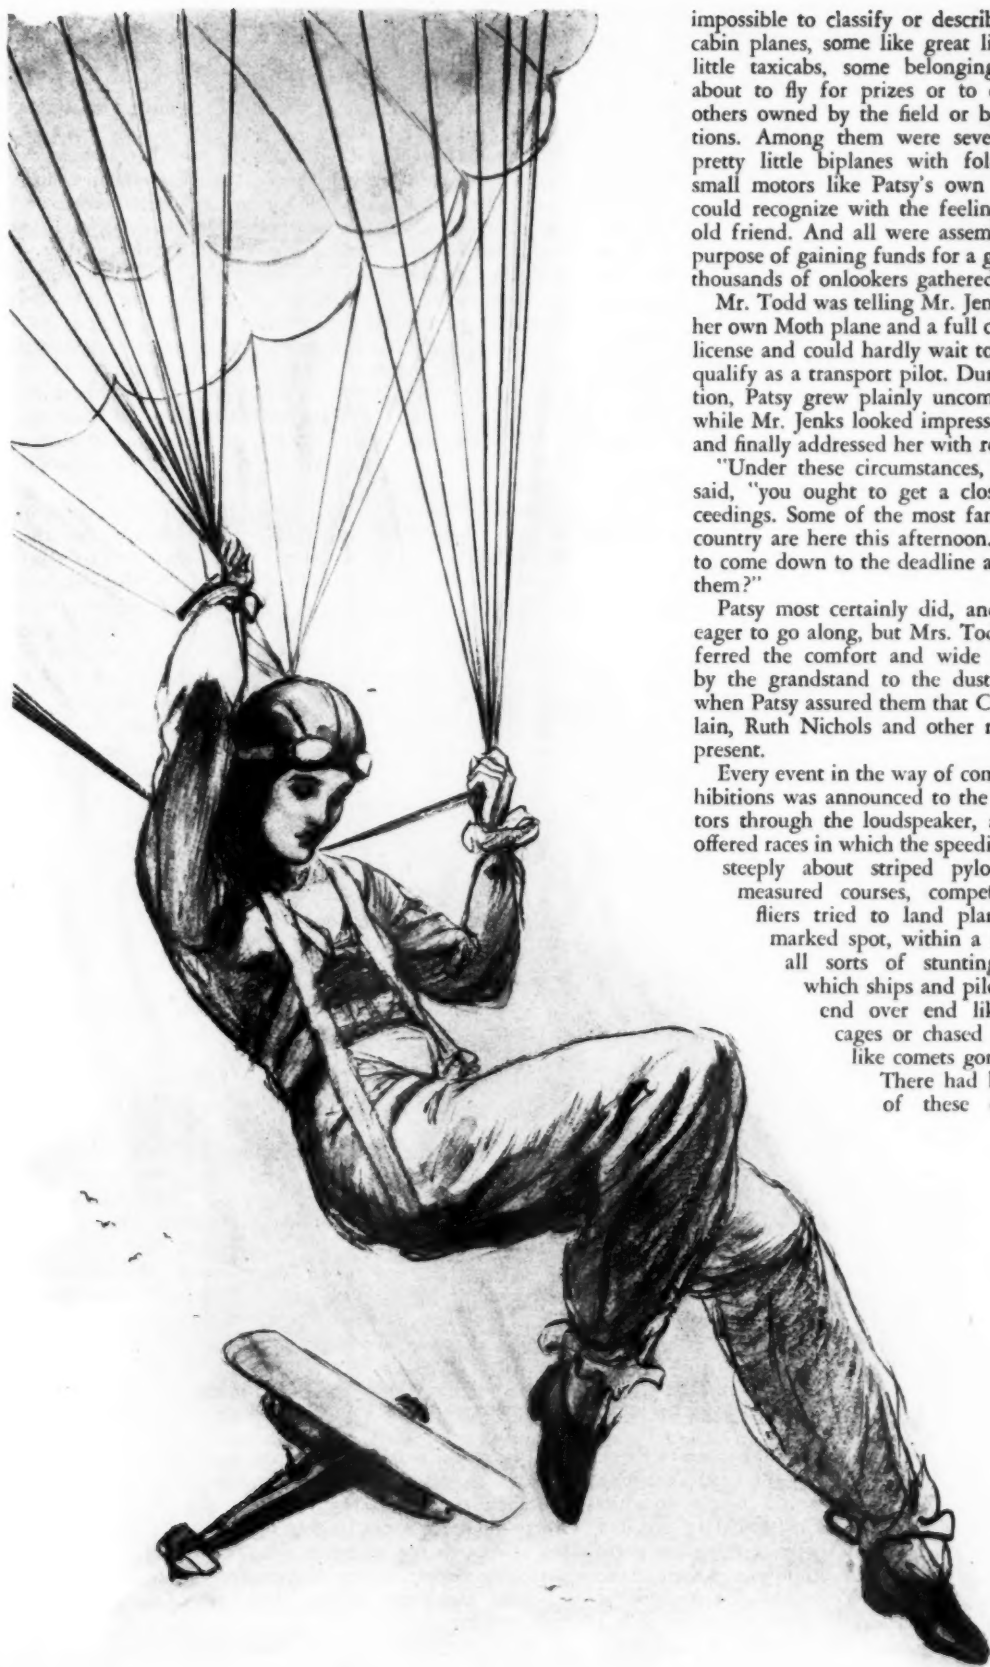 impossible to classify or describ
cabin planes, some like great li
little taxicabs, some belonging
about to fly for prizes or to
others owned by the field or b
tions. Among them were seve
pretty little biplanes with fol
small motors like Patsy's own
could recognize with the feelin
old friend. And all were assem
purpose of gaining funds for a g
thousands of onlookers gathered
Mr. Todd was telling Mr. Jen
her own Moth plane and a full c
license and could hardly wait to
qualify as a transport pilot. Dur
tion, Patsy grew plainly uncom
while Mr. Jenks looked impress
and finally addressed her with r
"Under these circumstances,
said, "you ought to get a clos
ceedings. Some of the most fam
country are here this afternoon.
to come down to the deadline a
them?"
Patsy most certainly did, and
eager to go along, but Mrs. Too
ferred the comfort and wide
by the grandstand to the dust
when Patsy assured them that C
lain, Ruth Nichols and other r
present.
Every event in the way of con
hibitions was announced to the
tors through the loudspeaker, a
offered races in which the speedi
steeply about striped pylo
measured courses, compet
fliers tried to land plan
marked spot, within a
all sorts of stunting
which ships and pil
end over end lik
cages or chased
like comets gon
There had l
of these